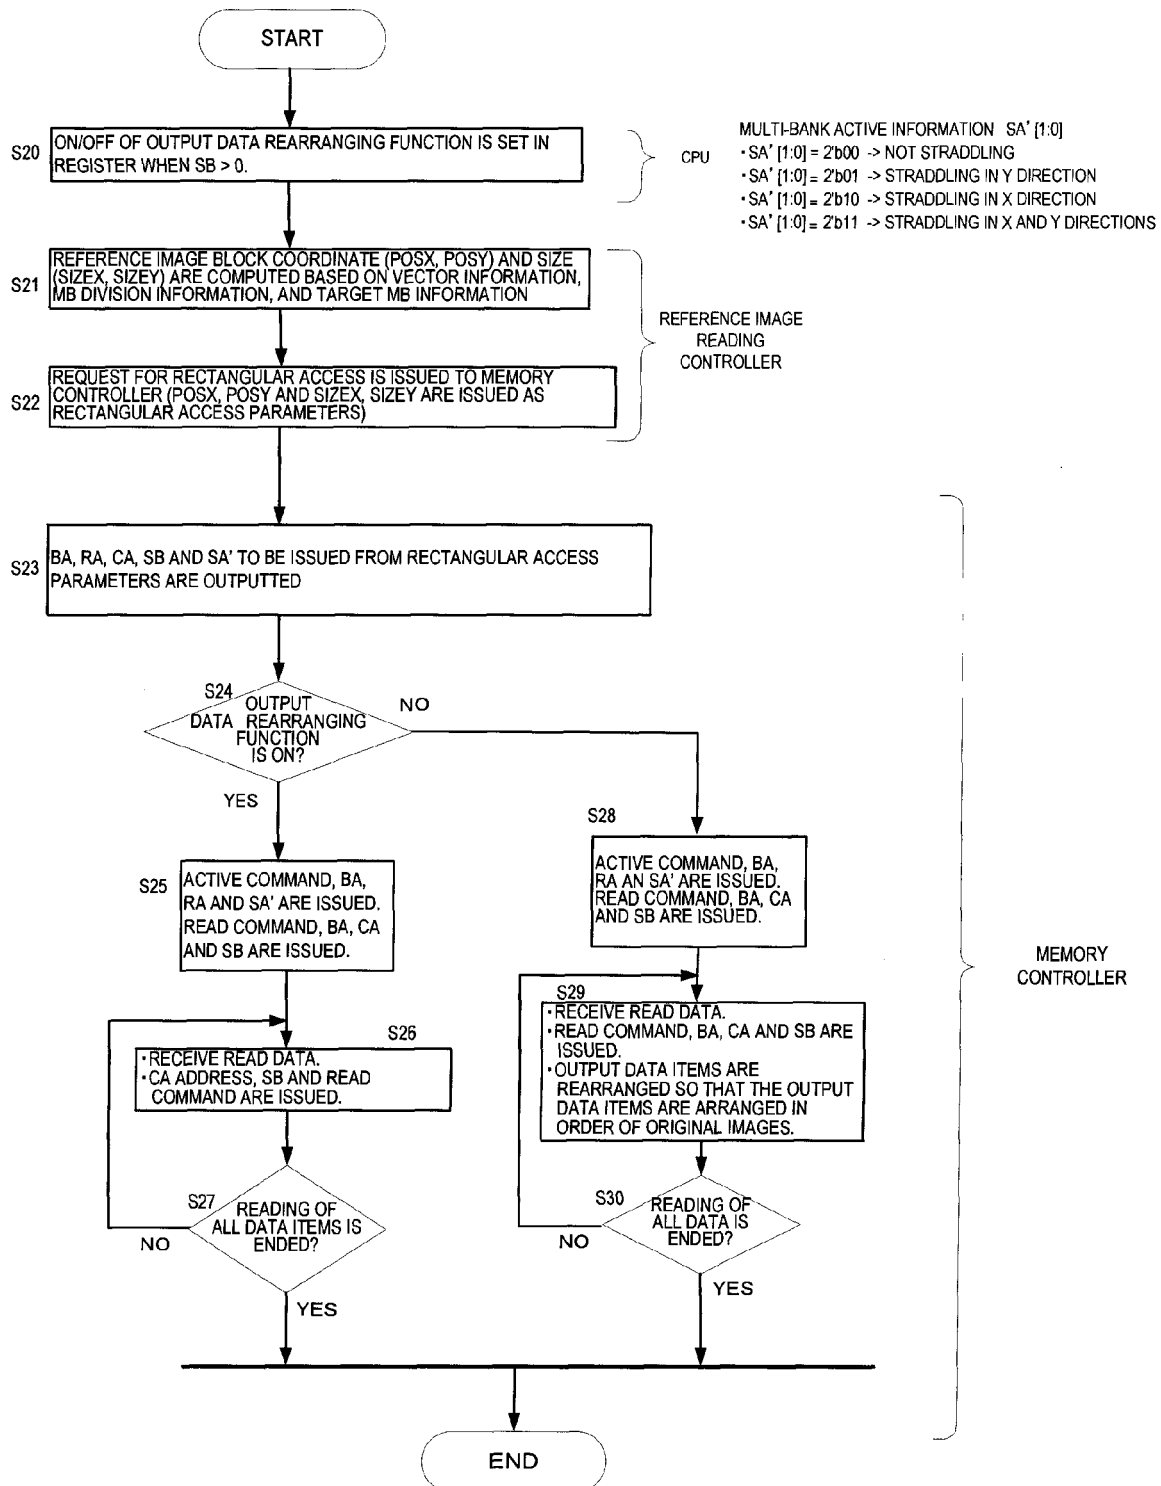 START
S20
ON/OFF OF OUTPUT DATA REARRANGING FUNCTION IS SET IN
REGISTER WHEN SB > 0.
CPU
MULTI-BANK ACTIVE INFORMATION SA' [1:0]
・SA' [1:0] = 2'b00 -> NOT STRADDLING
・SA' [1:0] = 2'b01 -> STRADDLING IN Y DIRECTION
・SA' [1:0] = 2'b10 -> STRADDLING IN X DIRECTION
・SA' [1:0] = 2'b11 -> STRADDLING IN X AND Y DIRECTIONS
S21
REFERENCE IMAGE BLOCK COORDINATE (POSX, POSY) AND SIZE
(SIZEX, SIZEY) ARE COMPUTED BASED ON VECTOR INFORMATION,
MB DIVISION INFORMATION, AND TARGET MB INFORMATION
REFERENCE IMAGE
READING
CONTROLLER
S22
REQUEST FOR RECTANGULAR ACCESS IS ISSUED TO MEMORY
CONTROLLER (POSX, POSY AND SIZEX, SIZEY ARE ISSUED AS
RECTANGULAR ACCESS PARAMETERS)
S23
BA, RA, CA, SB AND SA' TO BE ISSUED FROM RECTANGULAR ACCESS
PARAMETERS ARE OUTPUTTED
S24
OUTPUT
DATA REARRANGING
FUNCTION
IS ON?
NO
YES
S25
ACTIVE COMMAND, BA,
RA AND SA' ARE ISSUED.
READ COMMAND, BA, CA
AND SB ARE ISSUED.
S28
ACTIVE COMMAND, BA,
RA AN SA' ARE ISSUED.
READ COMMAND, BA, CA
AND SB ARE ISSUED.
MEMORY
CONTROLLER
S26
・RECEIVE READ DATA.
・CA ADDRESS, SB AND READ
COMMAND ARE ISSUED.
S29
・RECEIVE READ DATA.
・READ COMMAND, BA, CA AND SB ARE
ISSUED.
・OUTPUT DATA ITEMS ARE
REARRANGED SO THAT THE OUTPUT
DATA ITEMS ARE ARRANGED IN
ORDER OF ORIGINAL IMAGES.
S27
READING OF
ALL DATA ITEMS IS
ENDED?
NO
YES
S30
READING OF
ALL DATA IS
ENDED?
NO
YES
END